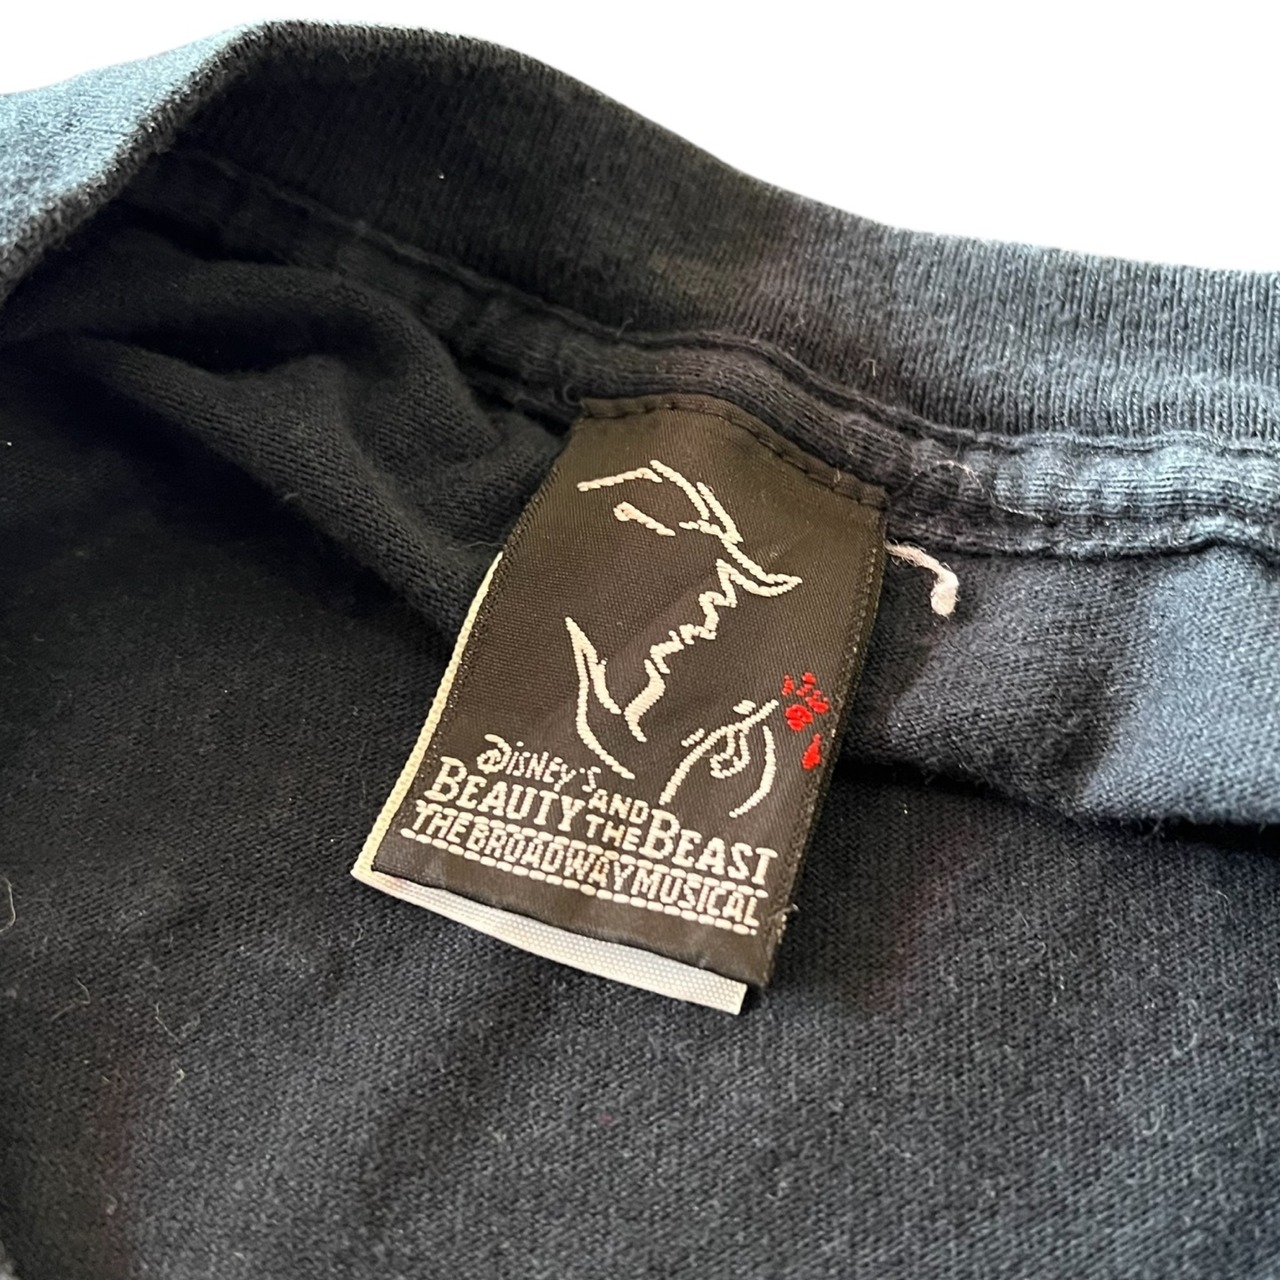 Disney's
BEAUTY AND THE BEAST
THE BROADWAY MUSICAL